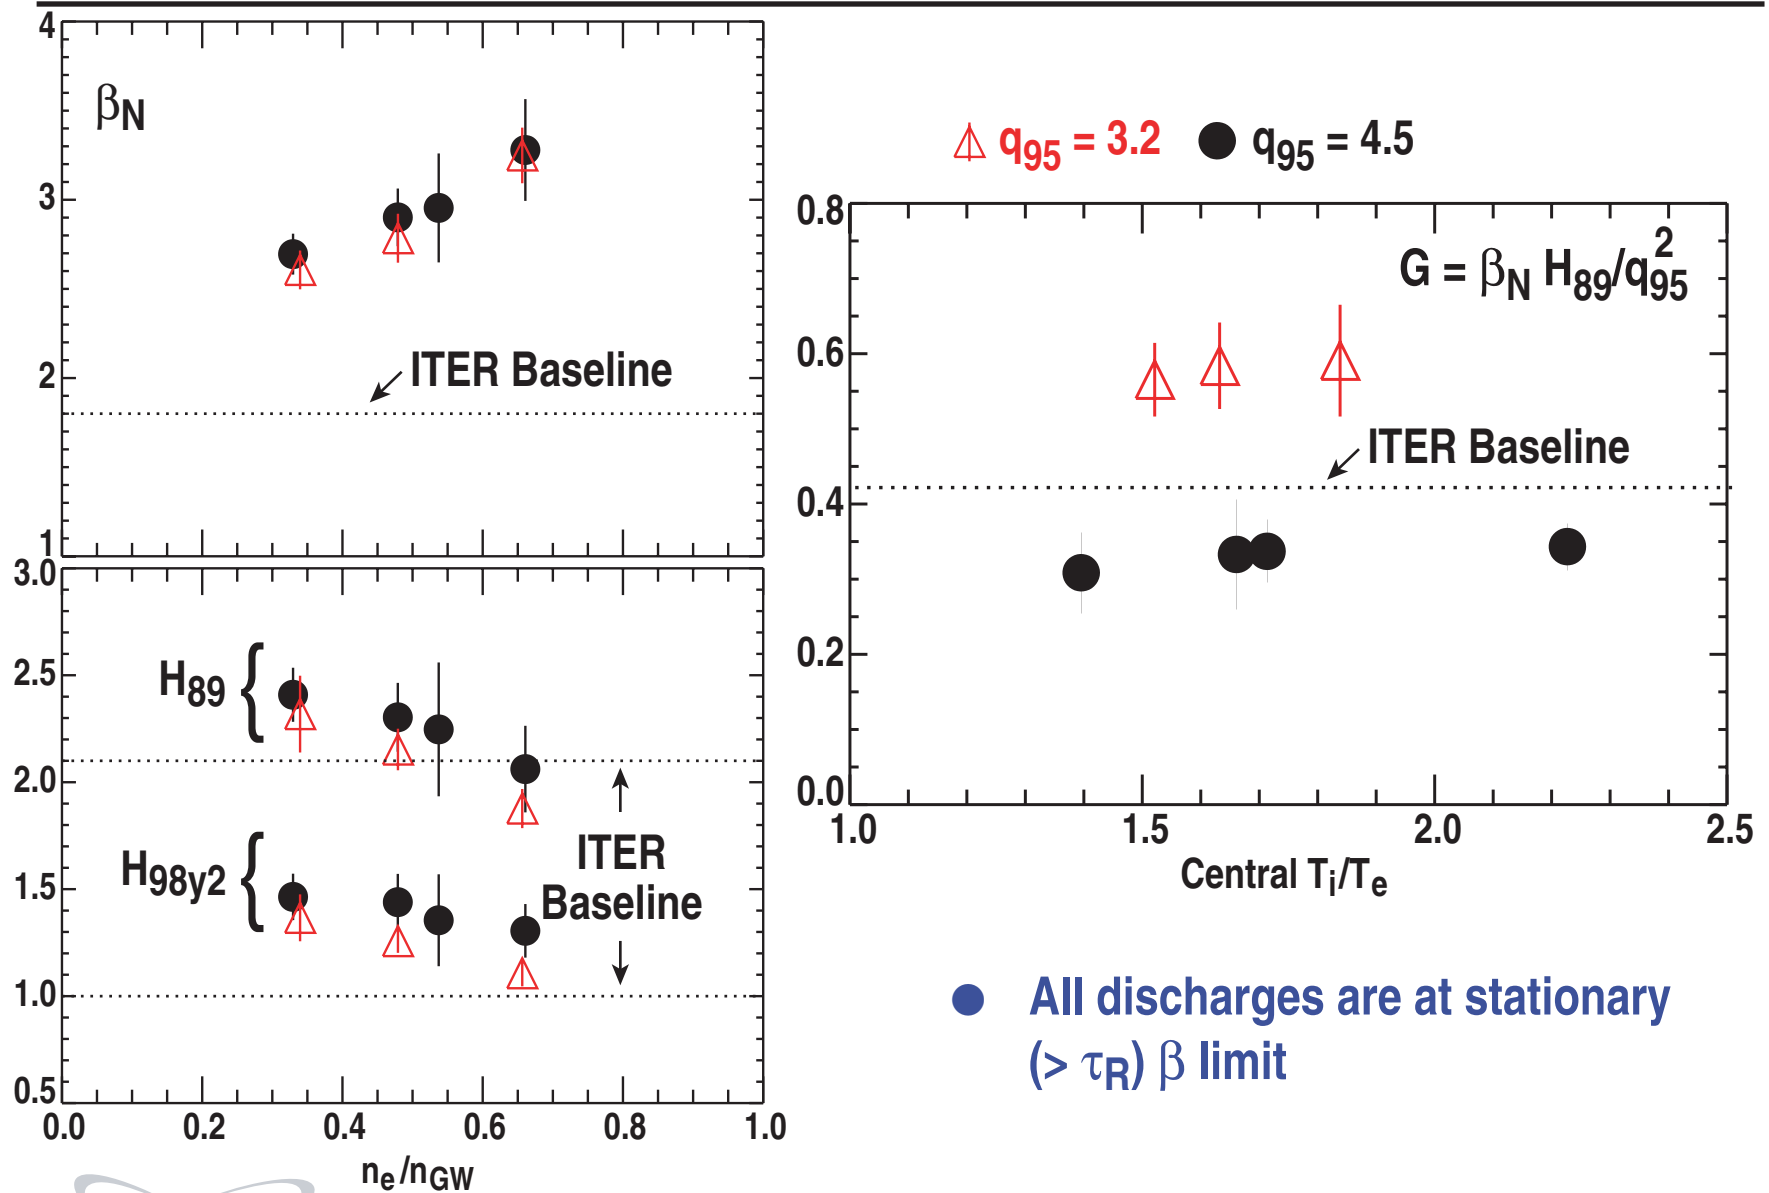 4
βN
3
2
ITER Baseline
1
3.0
2.5
H89 {
2.0
H98y2 {
1.5
ITER
Baseline
1.0
0.5
0.0 0.2 0.4 0.6 0.8 1.0
ne/nGW
q95 = 3.2 q95 = 4.5
0.8
G = βN H89/q95²
0.6
ITER Baseline
0.4
0.2
0.0
1.0 1.5 2.0 2.5
Central Ti/Te
● All discharges are at stationary
(> τR) β limit